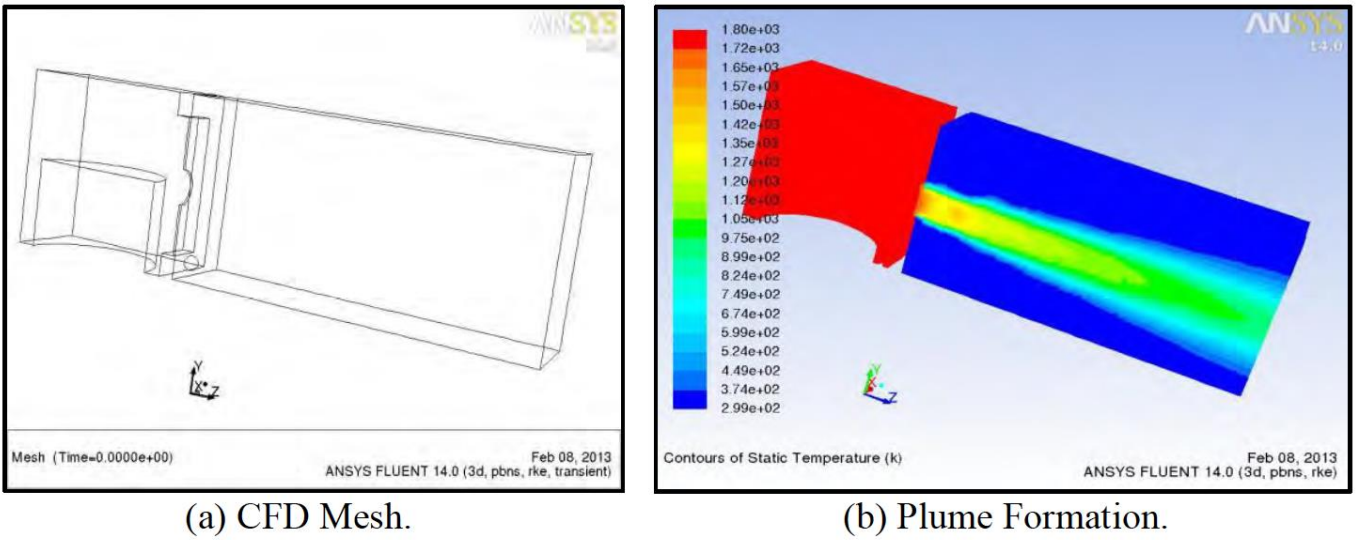 ANSYS
Y
X
Z
Mesh (Time=0.0000e+00)
Feb 08, 2013
ANSYS FLUENT 14.0 (3d, pbns, rke, transient)
(a) CFD Mesh.
ANSYS
14.0
1.80e+03
1.72e+03
1.65e+03
1.57e+03
1.50e+03
1.42e+03
1.35e+03
1.27e+03
1.20e+03
1.12e+03
1.05e+03
9.75e+02
8.99e+02
8.24e+02
7.49e+02
6.74e+02
5.99e+02
5.24e+02
4.49e+02
3.74e+02
2.99e+02
Y
X
Z
Contours of Static Temperature (k)
Feb 08, 2013
ANSYS FLUENT 14.0 (3d, pbns, rke)
(b) Plume Formation.